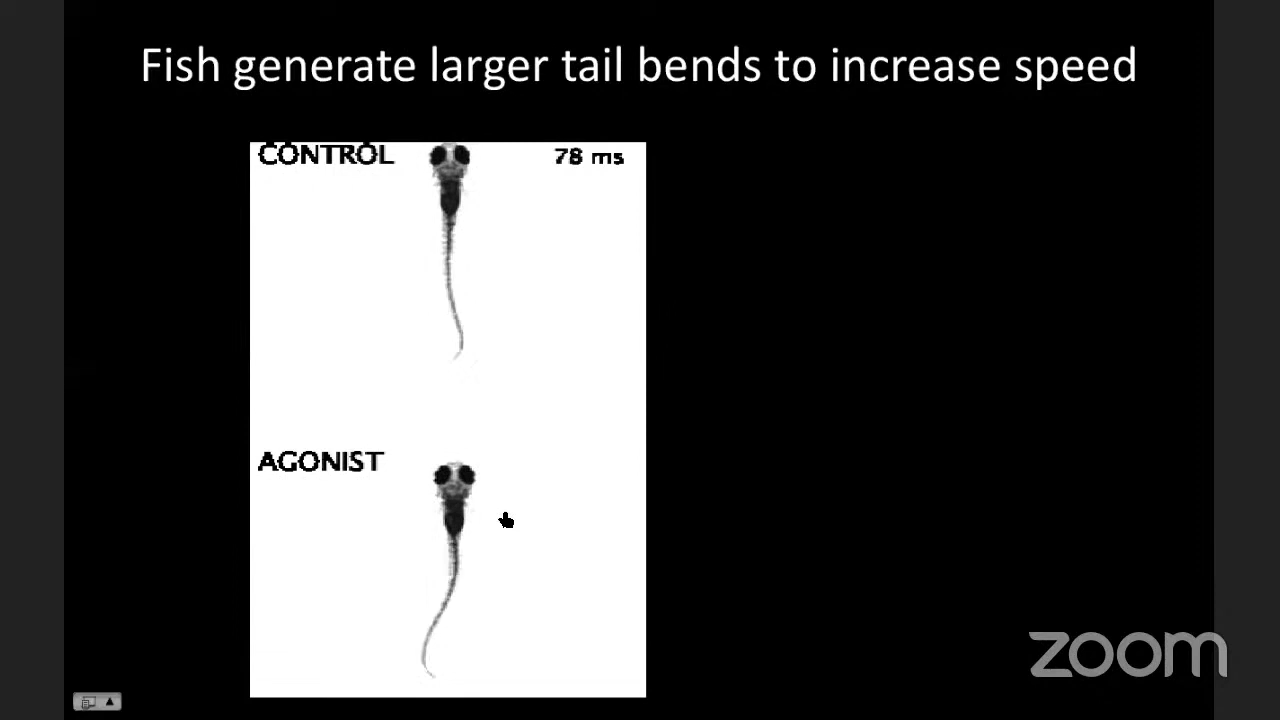 Fish generate larger tail bends to increase speed
CONTROL
78 ms
AGONIST
zoom